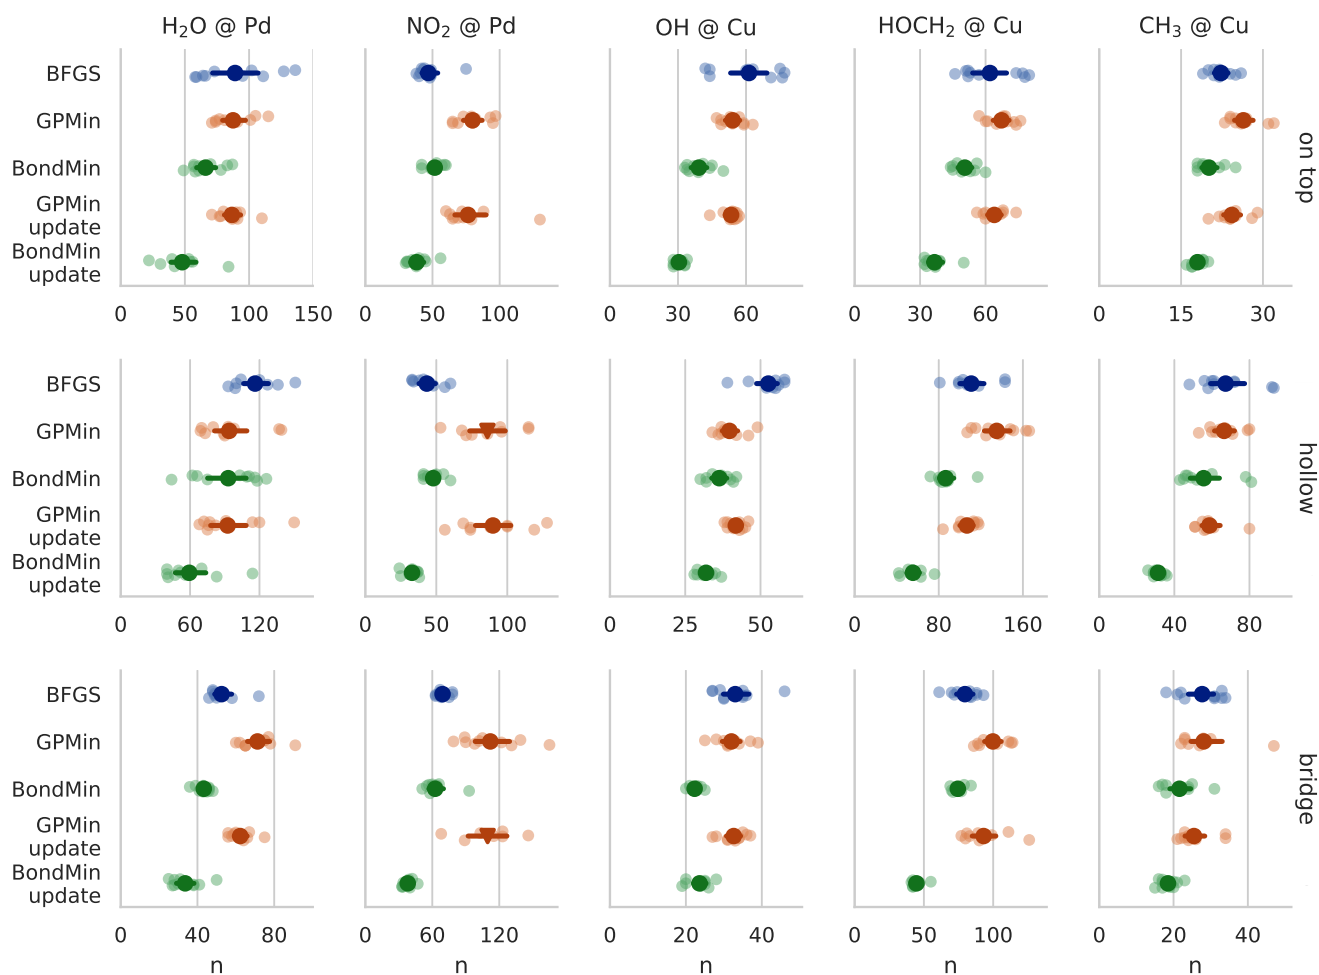 H₂O @ Pd NO₂ @ Pd OH @ Cu HOCH₂ @ Cu CH₃ @ Cu
BFGS
GPMin
BondMin
GPMin
update
BondMin
update
on top
0 50 100 150 0 50 100 0 30 60 0 30 60 0 15 30
BFGS
GPMin
BondMin
GPMin
update
BondMin
update
hollow
0 60 120 0 50 100 0 25 50 0 80 160 0 40 80
BFGS
GPMin
BondMin
GPMin
update
BondMin
update
bridge
0 40 80 0 60 120 0 20 40 0 50 100 0 20 40
n n n n n